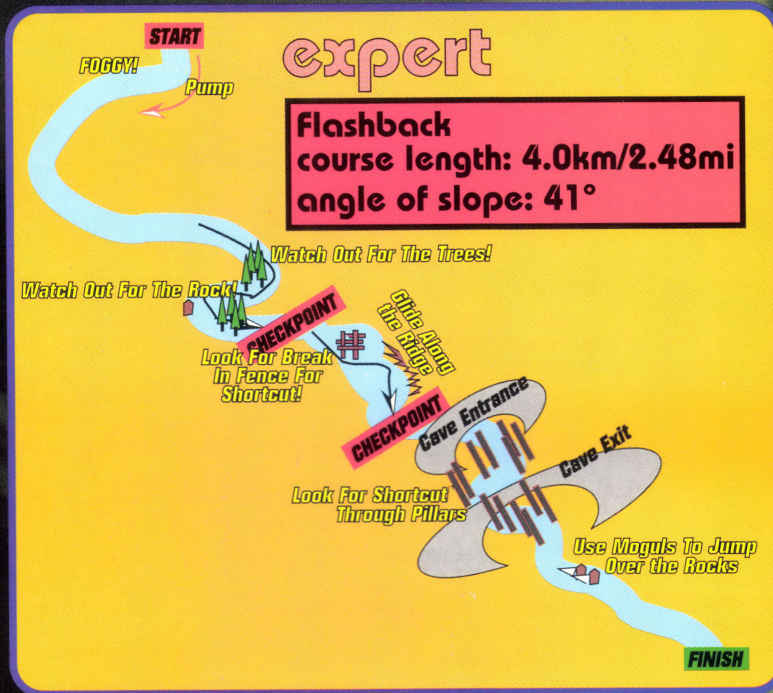 START
expert
FOGGY!
Pump
Flashback
course length: 4.0km/2.48mi
angle of slope: 41°
Watch Out For The Trees!
Watch Out For The Rock!
CHECKPOINT
Glide Along
the Ridge
Look For Break
In Fence For
Shortcut!
CHECKPOINT
Cave Entrance
Cave Exit
Look For Shortcut
Through Pillars
Use Moguls To Jump
Over the Rocks
FINISH